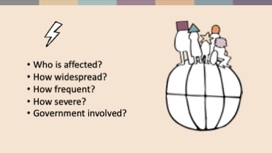 • Who is affected?
• How widespread?
• How frequent?
• How severe?
• Government involved?